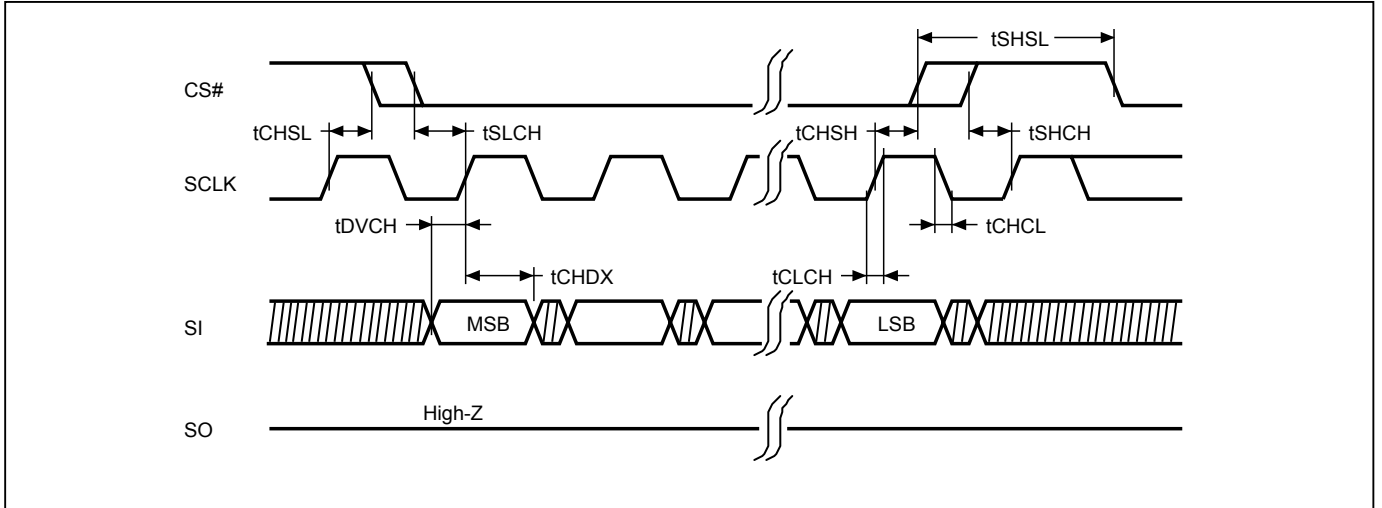 tSHSL
CS#
tCHSL
tSLCH
tCHSH
tSHCH
SCLK
tDVCH
tCHCL
tCHDX
tCLCH
SI
MSB
LSB
High-Z
SO